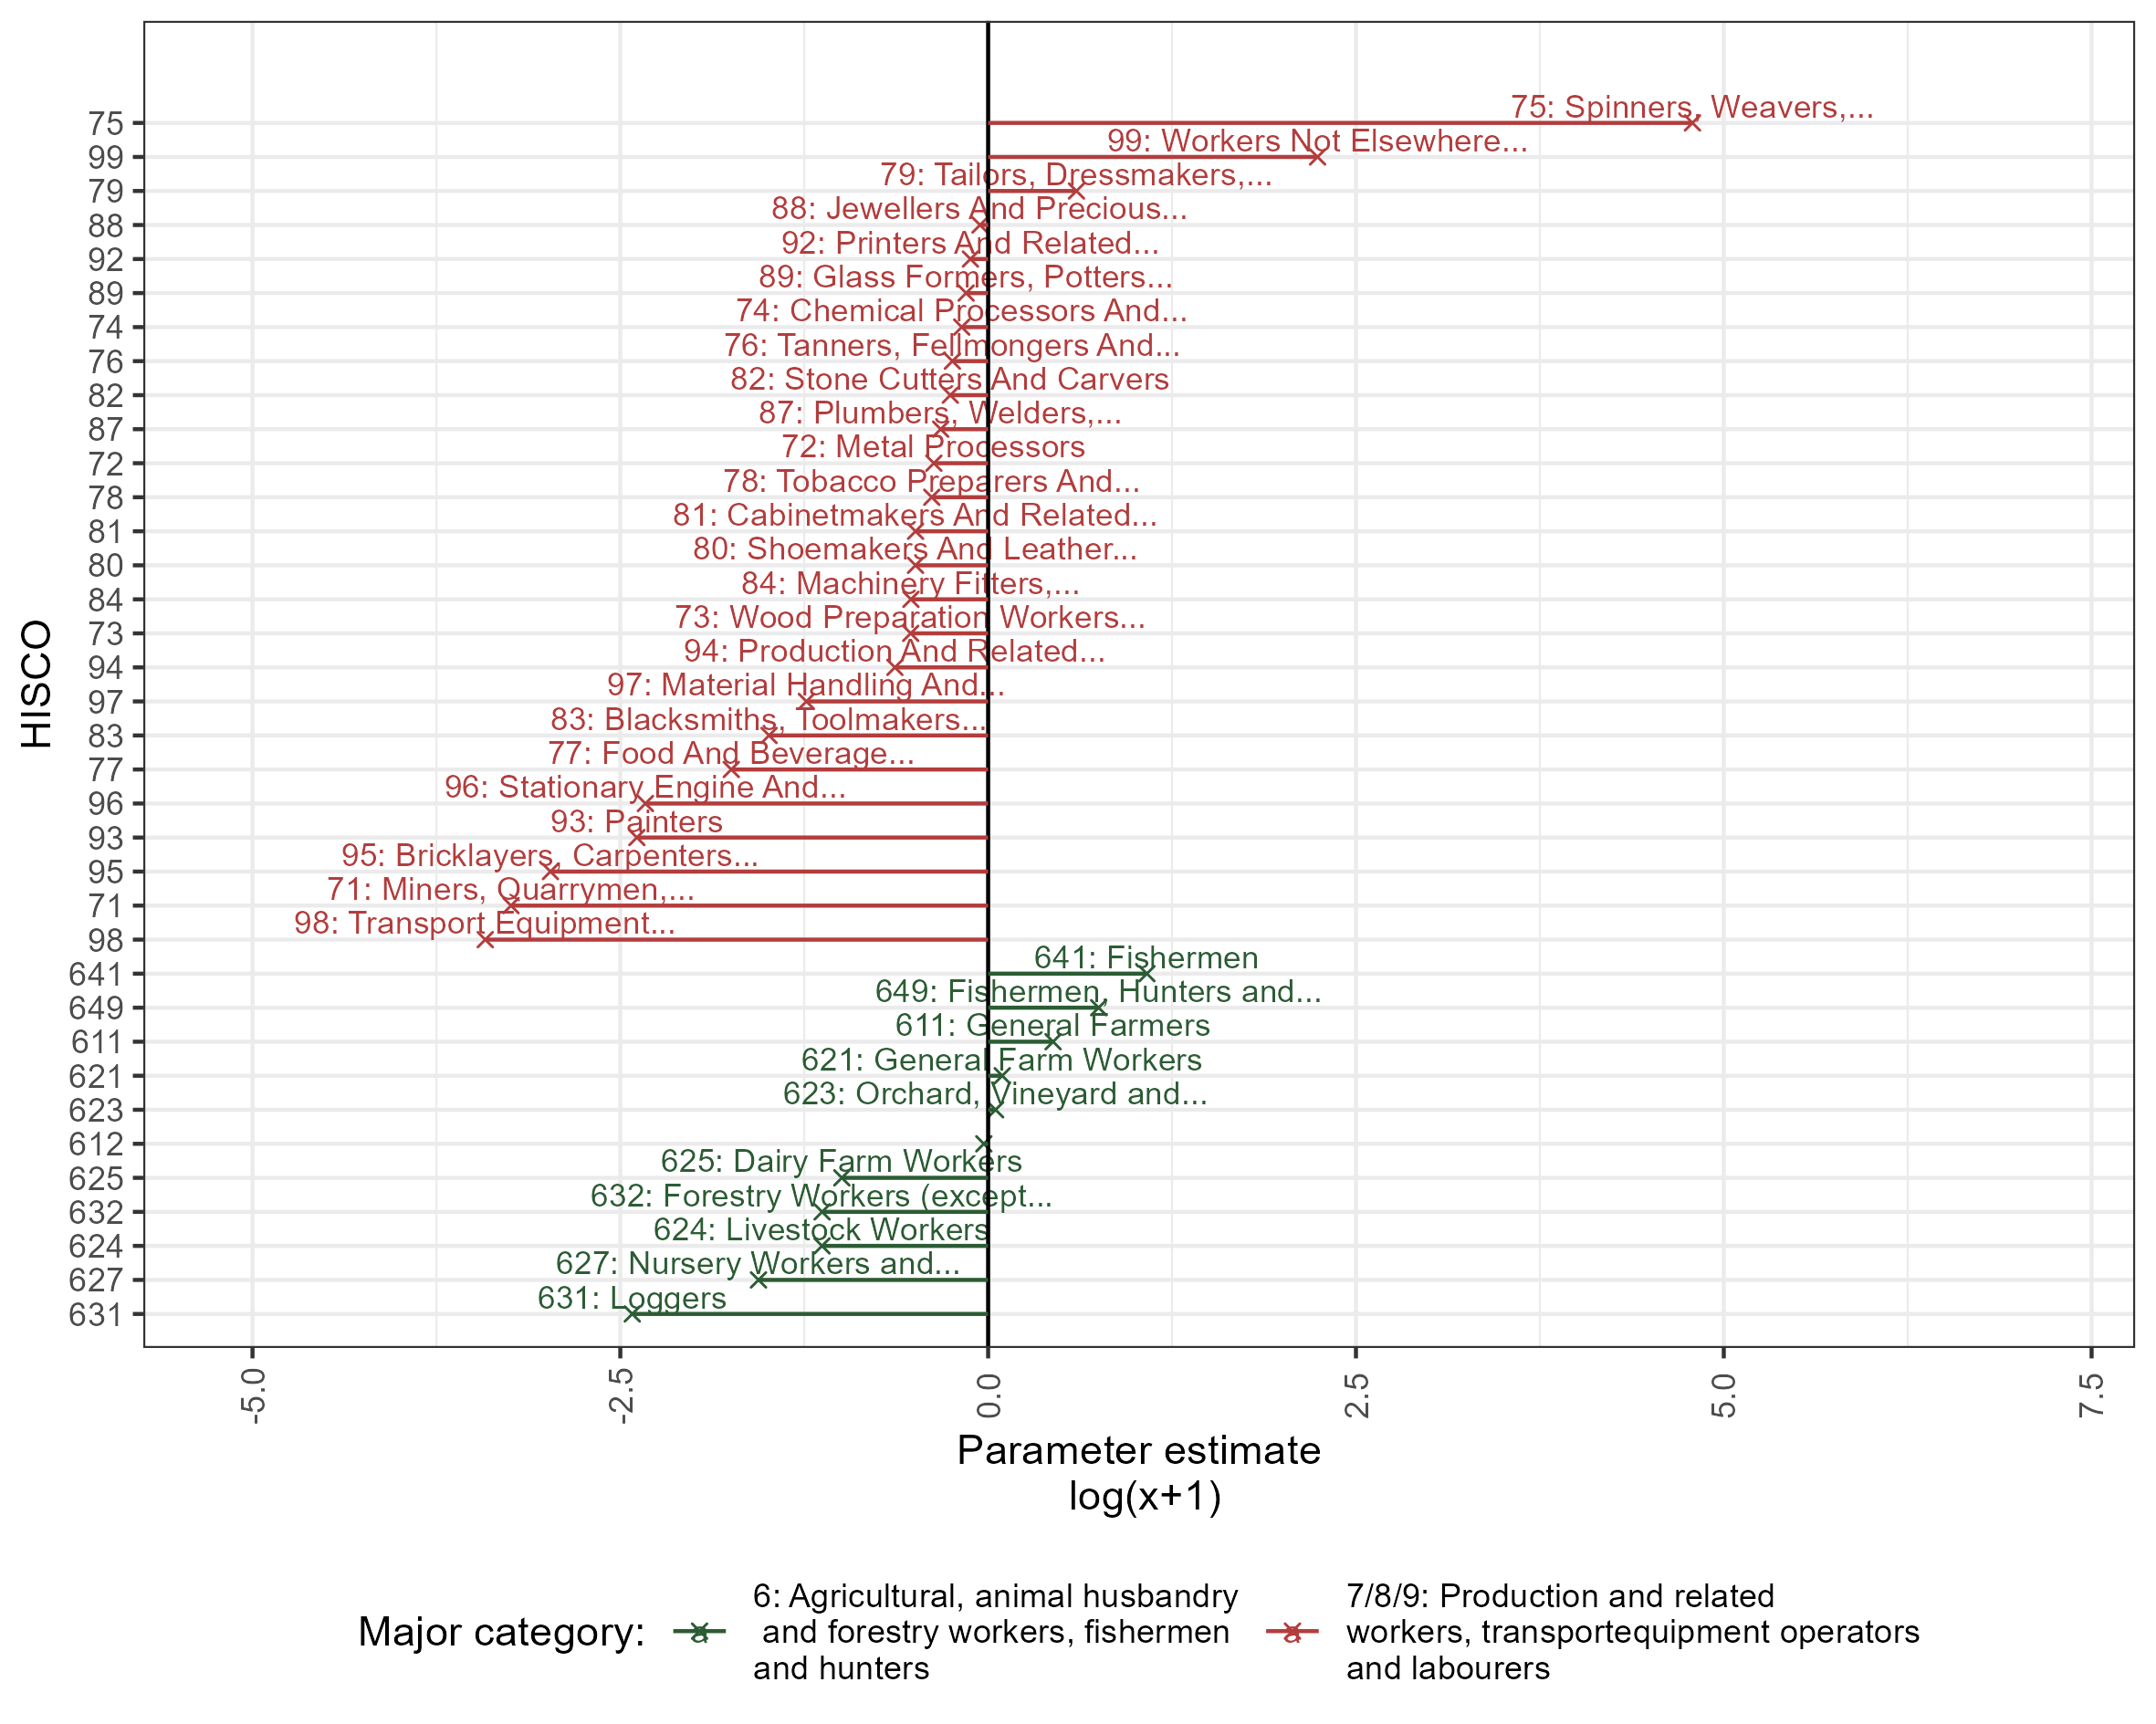 75: Spinners, Weavers,...
75
99: Workers Not Elsewhere...
99
79: Tailors, Dressmakers,...
79
88: Jewellers And Precious...
88
92: Printers And Related...
92
89: Glass Formers, Potters...
89
74: Chemical Processors And...
74
76: Tanners, Fellmongers And...
76
82: Stone Cutters And Carvers
82
87: Plumbers, Welders,...
87
72: Metal Processors
72
78: Tobacco Preparers And...
78
81: Cabinetmakers And Related...
81
80: Shoemakers And Leather...
80
84: Machinery Fitters,...
84
73: Wood Preparation Workers...
73
94: Production And Related...
94
97: Material Handling And...
97
83: Blacksmiths, Toolmakers...
83
77: Food And Beverage...
77
96: Stationary Engine And...
96
93: Painters
93
95: Bricklayers, Carpenters...
95
71: Miners, Quarrymen,...
71
98: Transport Equipment...
98
641: Fishermen
641
649: Fishermen, Hunters and...
649
611: General Farmers
611
621: General Farm Workers
621
623: Orchard, Vineyard and...
623
612
625: Dairy Farm Workers
625
632: Forestry Workers (except...
632
624: Livestock Workers
624
627: Nursery Workers and...
627
631: Loggers
631
HISCO
-5.0 -2.5 0.0 2.5 5.0 7.5
Parameter estimate
log(x+1)
Major category:
6: Agricultural, animal husbandry
and forestry workers, fishermen
and hunters
7/8/9: Production and related
workers, transportequipment operators
and labourers